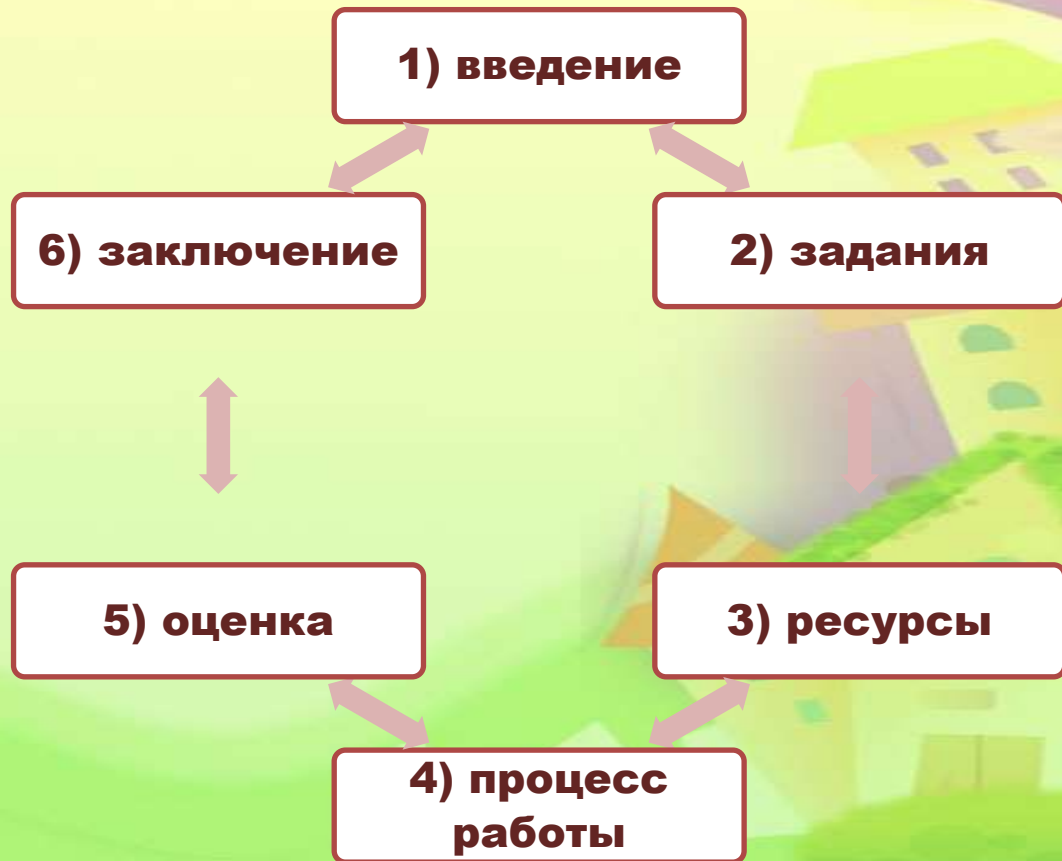 1) введение
6) заключение
2) задания
5) оценка
3) ресурсы
4) процесс
работы